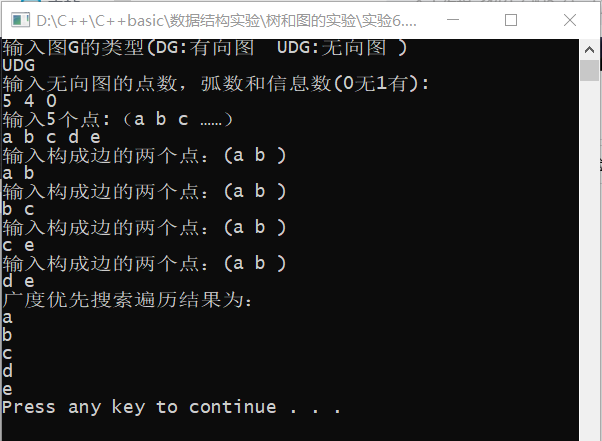 D:\C++\C++basic\数据结构实验\树和图的实验\实验6....
输入图G的类型(DG:有向图  UDG:无向图 )
UDG
输入无向图的点数，弧数和信息数(0无1有):
5 4 0
输入5个点:（a b c ……）
a b c d e
输入构成边的两个点：(a b )
a b
输入构成边的两个点：(a b )
b c
输入构成边的两个点：(a b )
c e
输入构成边的两个点：(a b )
d e
广度优先搜索遍历结果为：
a
b
c
d
e
Press any key to continue . . .